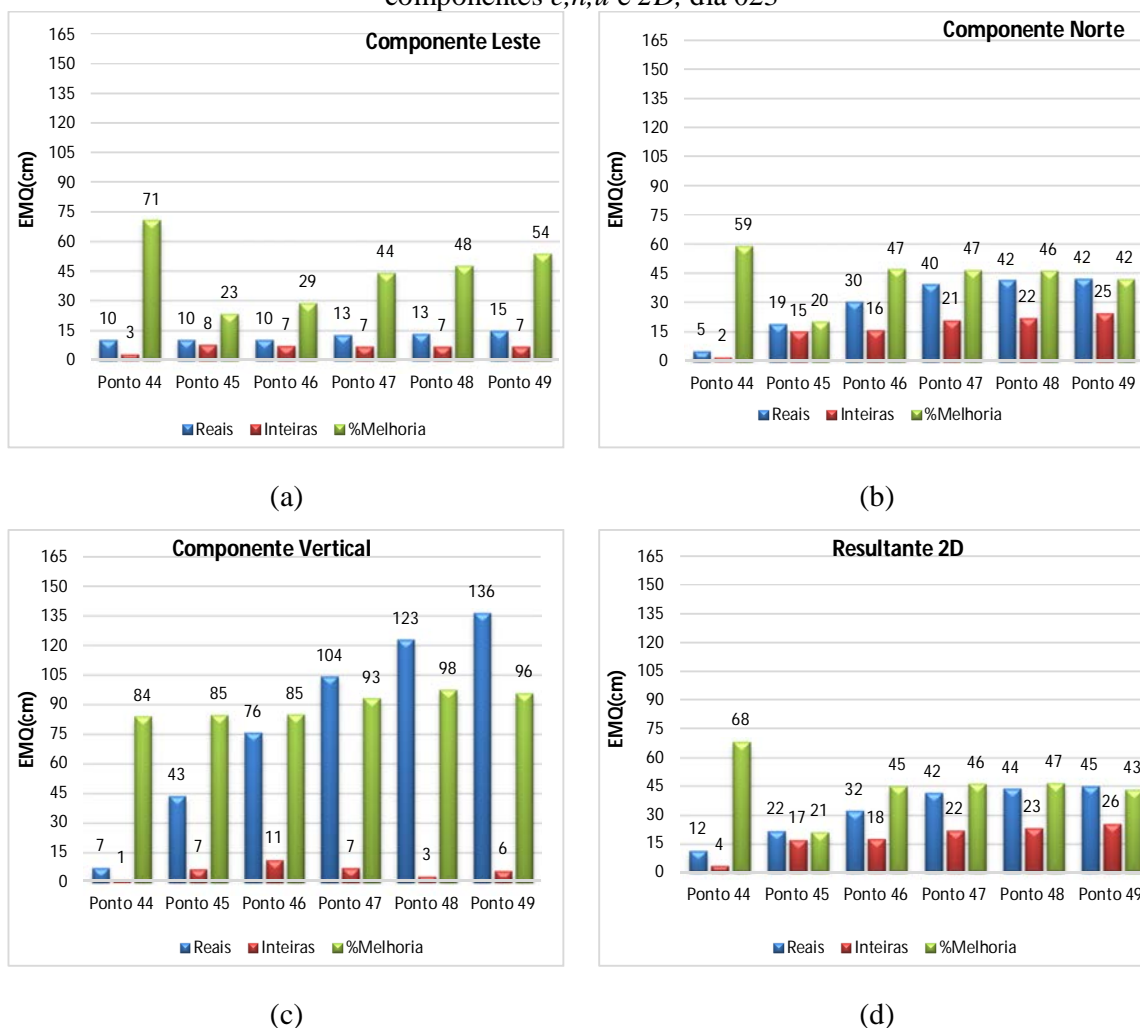 componentes e,n,u e 2D, dia 023
Componente Leste
EMQ(cm)
165
150
135
120
105
90
75
60
45
30
15
0
10 3 71
10 8 23
10 7 29
13 7 44
13 7 48
15 7 54
Ponto 44 Ponto 45 Ponto 46 Ponto 47 Ponto 48 Ponto 49
Reais Inteiras %Melhoria
(a)
Componente Norte
EMQ(cm)
165
150
135
120
105
90
75
60
45
30
15
0
5 2 59
19 15 20
30 16 47
40 21 47
42 22 46
42 25 42
Ponto 44 Ponto 45 Ponto 46 Ponto 47 Ponto 48 Ponto 49
Reais Inteiras %Melhoria
(b)
Componente Vertical
EMQ(cm)
165
150
135
120
105
90
75
60
45
30
15
0
7 1 84
43 7 85
76 11 85
104 7 93
123 3 98
136 6 96
Ponto 44 Ponto 45 Ponto 46 Ponto 47 Ponto 48 Ponto 49
Reais Inteiras %Melhoria
(c)
Resultante 2D
EMQ(cm)
165
150
135
120
105
90
75
60
45
30
15
0
12 4 68
22 17 21
32 18 45
42 22 46
44 23 47
45 26 43
Ponto 44 Ponto 45 Ponto 46 Ponto 47 Ponto 48 Ponto 49
Reais Inteiras %Melhoria
(d)